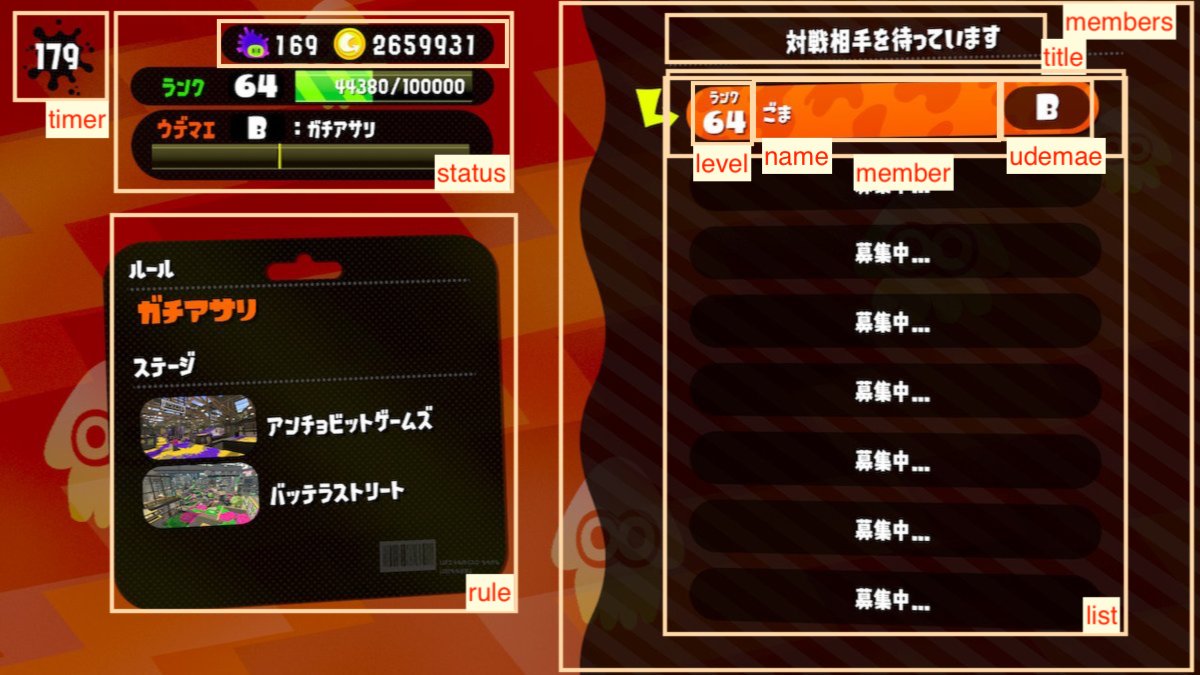 179
timer
169 2659931
ランク 64 44380/100000
ウデマエ B :ガチアサリ
status
ルール
ガチアサリ
ステージ
アンチョビットゲームズ
バッテラストリート
rule
members
対戦相手を待っています
title
ランク
64 ごま B
level name member udemae
募集中...
募集中...
募集中...
募集中...
募集中...
募集中...
募集中...
list